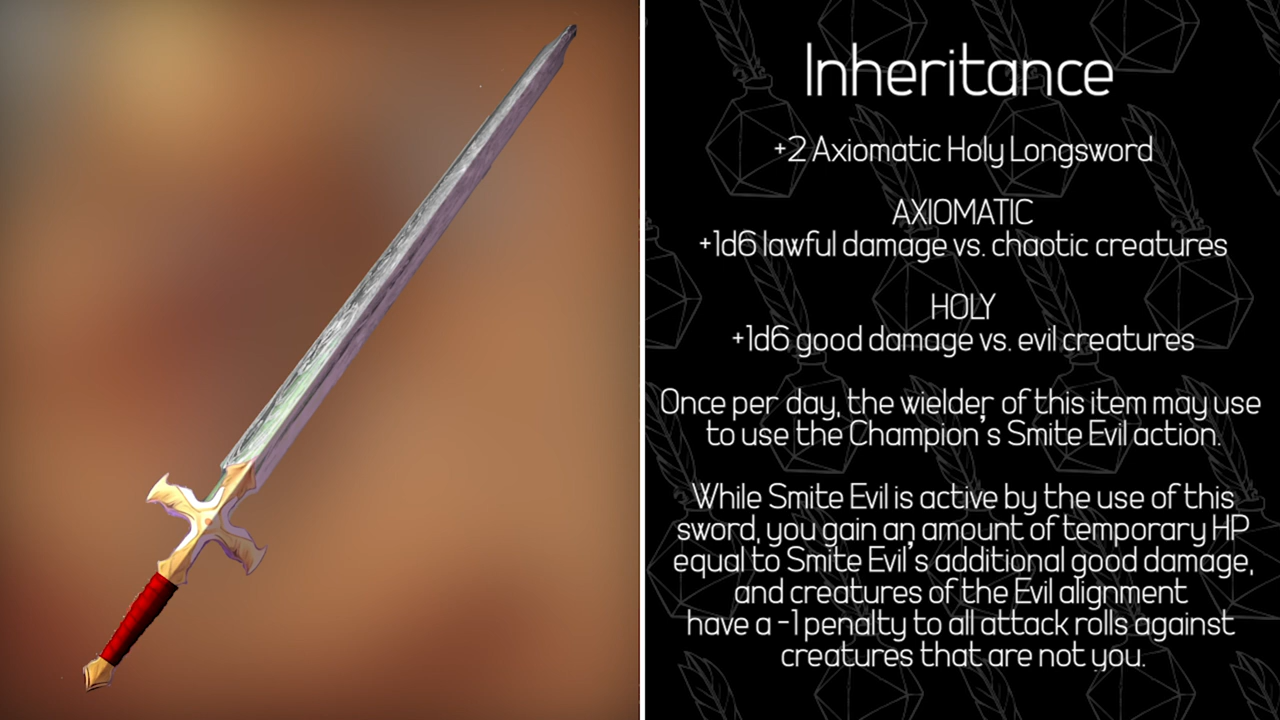 Inheritance
+2 Axiomatic Holy Longsword
AXIOMATIC
+1d6 lawful damage vs. chaotic creatures
HOLY
+1d6 good damage vs. evil creatures
Once per day, the wielder of this item may use
to use the Champion's Smite Evil action.
While Smite Evil is active by the use of this
sword, you gain an amount of temporary HP
equal to Smite Evil's additional good damage,
and creatures of the Evil alignment
have a -1 penalty to all attack rolls against
creatures that are not you.